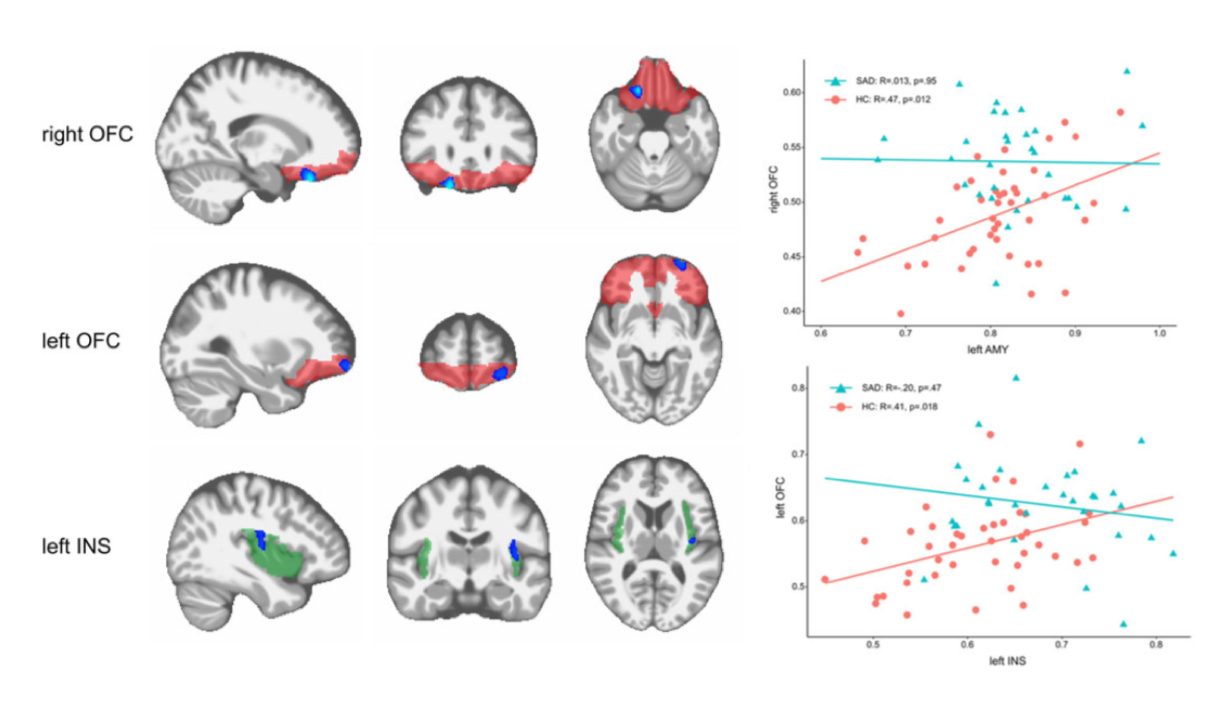 right OFC
left OFC
left INS
SAD: R=.013, p=.95
HC: R=.47, p=.012
right OFC
0.60
0.55
0.50
0.45
0.40
0.6 0.7 0.8 0.9 1.0
left AMY
SAD: R=-.20, p=.47
HC: R=.41, p=.018
left OFC
0.8
0.7
0.6
0.5
0.5 0.6 0.7 0.8
left INS